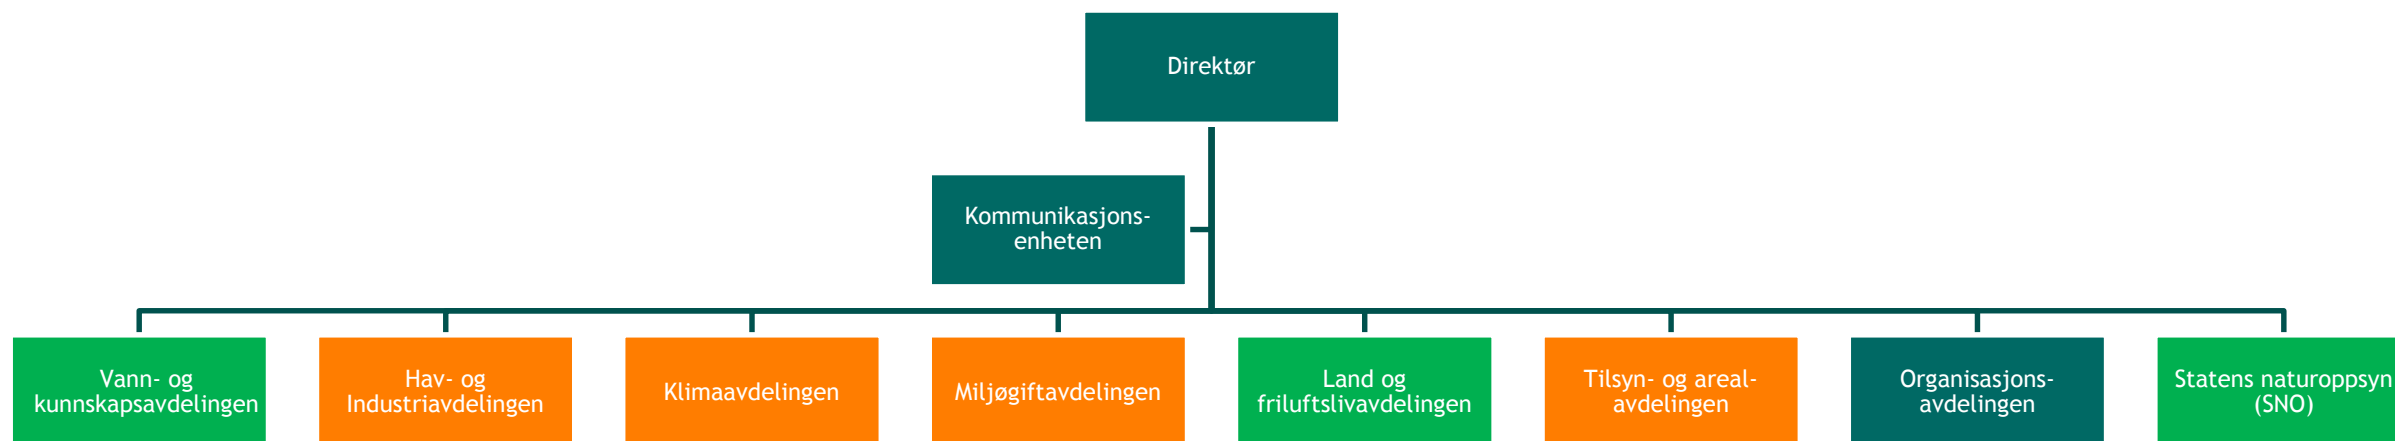 Direktør
Kommunikasjons-
enheten
Vann- og
kunnskapsavdelingen
Hav- og
Industriavdelingen
Klimaavdelingen
Miljøgiftavdelingen
Land og
friluftslivavdelingen
Tilsyn- og areal-
avdelingen
Organisasjons-
avdelingen
Statens naturoppsyn
(SNO)